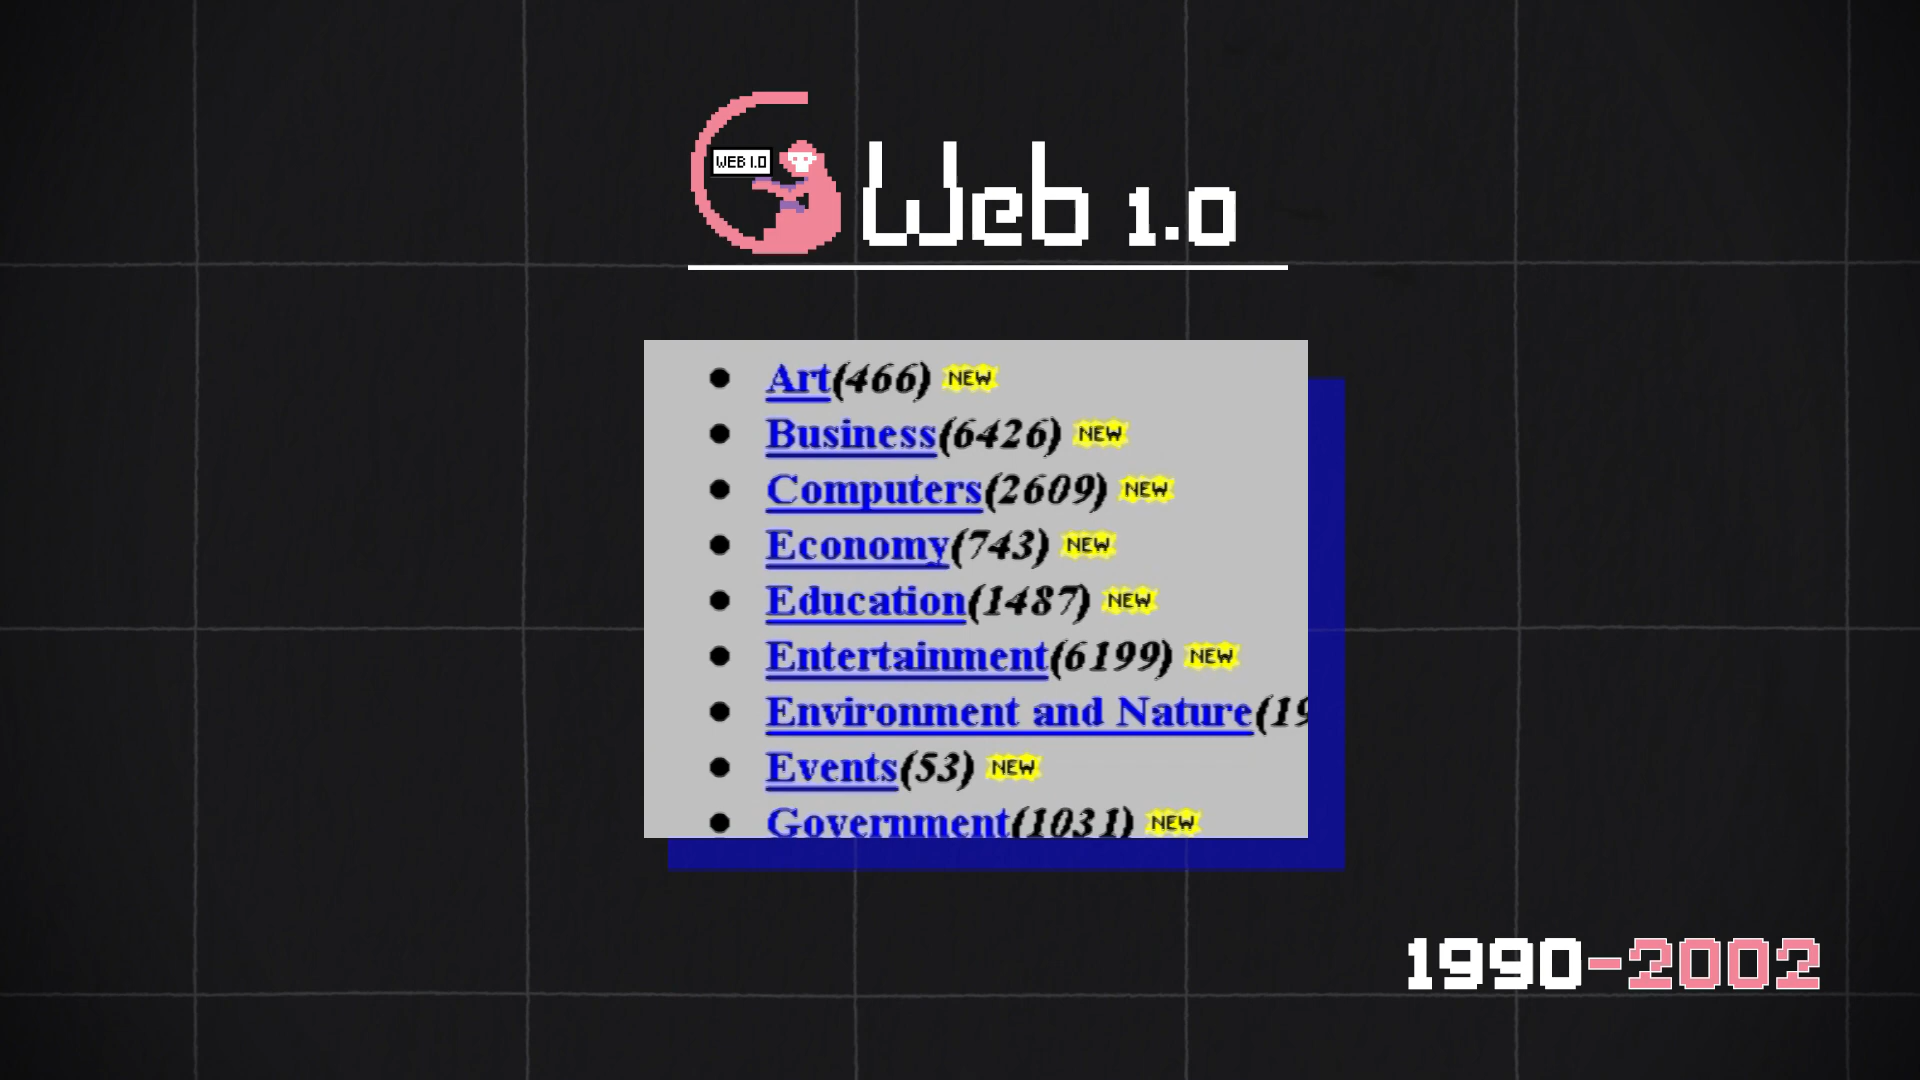 WEB 1.0
Web 1.0
Art(466) NEW
Business(6426) NEW
Computers(2609) NEW
Economy(743) NEW
Education(1487) NEW
Entertainment(6199) NEW
Environment and Nature(19
Events(53) NEW
Government(1031) NEW
1990-2002